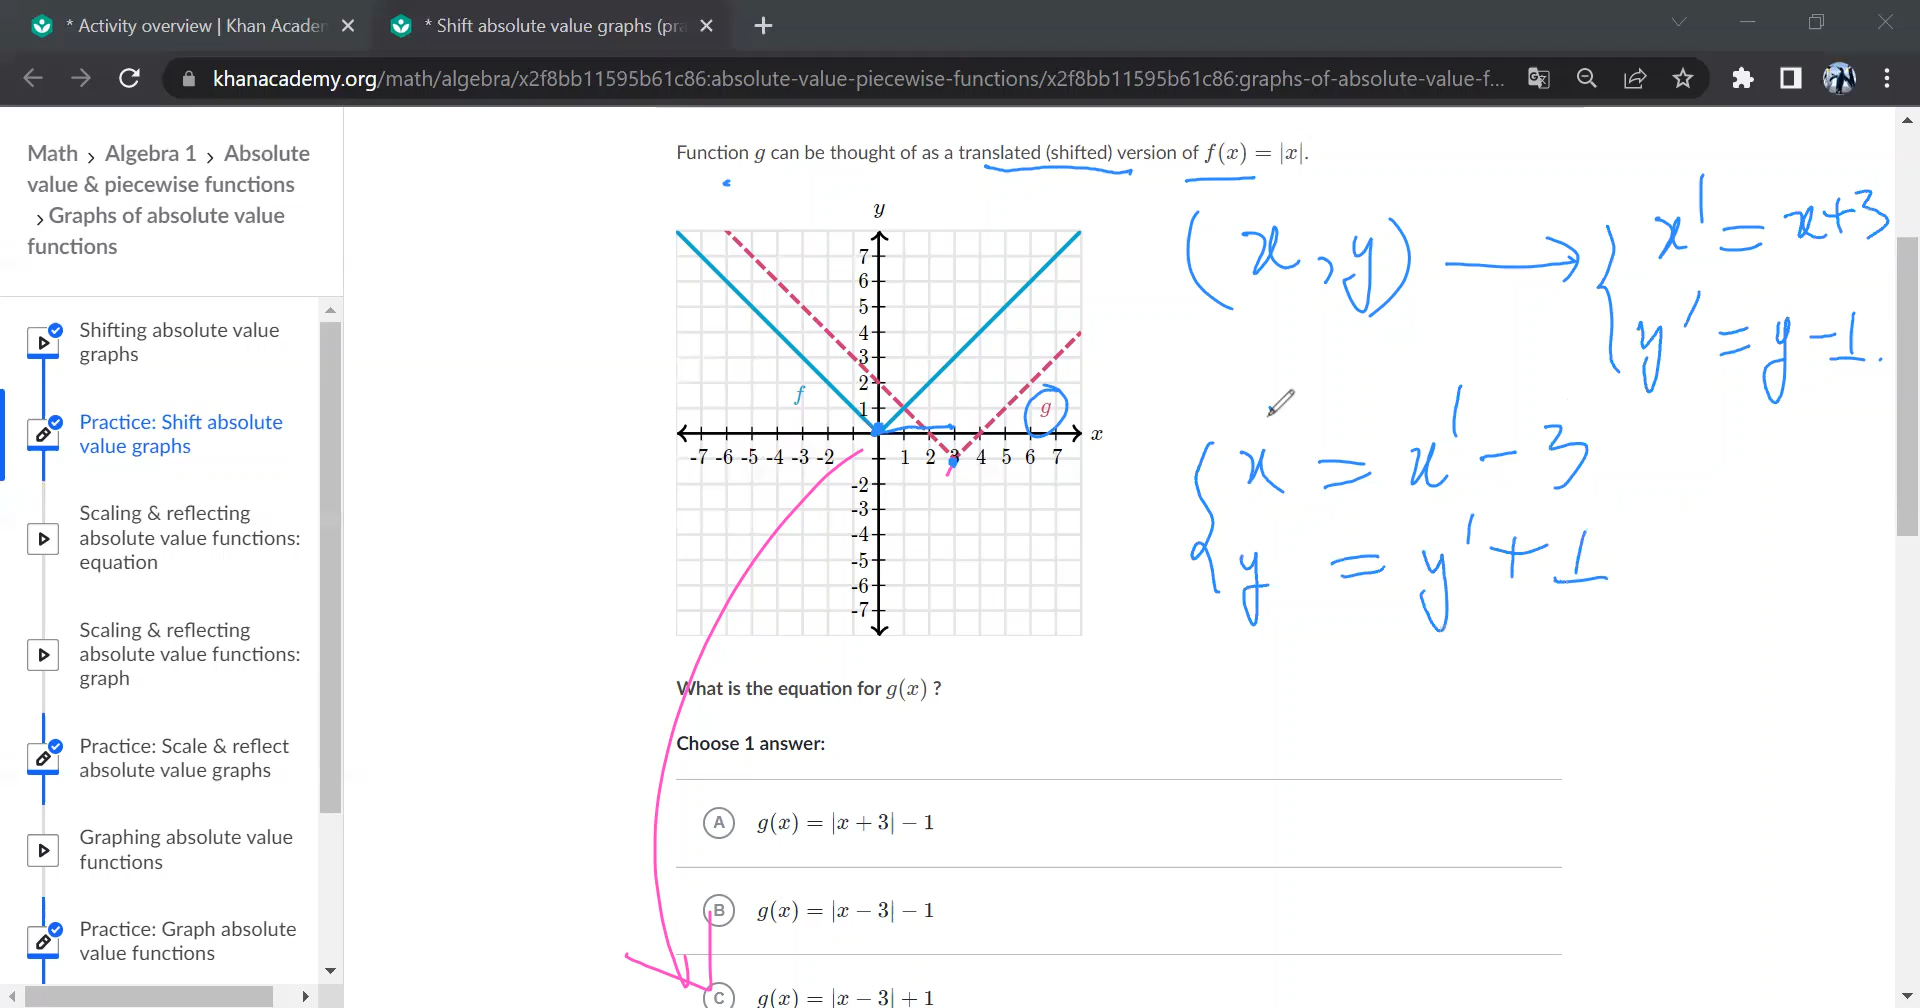 * Activity overview | Khan Academ
* Shift absolute value graphs (pra
khanacademy.org/math/algebra/x2f8bb11595b61c86:absolute-value-piecewise-functions/x2f8bb11595b61c86:graphs-of-absolute-value-f...
Math > Algebra 1 > Absolute
value & piecewise functions
> Graphs of absolute value
functions
Shifting absolute value
graphs
Practice: Shift absolute
value graphs
Scaling & reflecting
absolute value functions:
equation
Scaling & reflecting
absolute value functions:
graph
Practice: Scale & reflect
absolute value graphs
Graphing absolute value
functions
Practice: Graph absolute
value functions
Function g can be thought of as a translated (shifted) version of f(x) = |x|.
y
7
6
5
4
3
2
1
f
g
x
-7 -6 -5 -4 -3 -2 1 2 3 4 5 6 7
-2
-3
-4
-5
-6
-7
(x, y) → { x' = x+3
y' = y-1.
{ x = x' - 3
y = y' + 1
What is the equation for g(x) ?
Choose 1 answer:
A g(x) = |x + 3| − 1
B g(x) = |x − 3| − 1
C g(x) = |x − 3| + 1